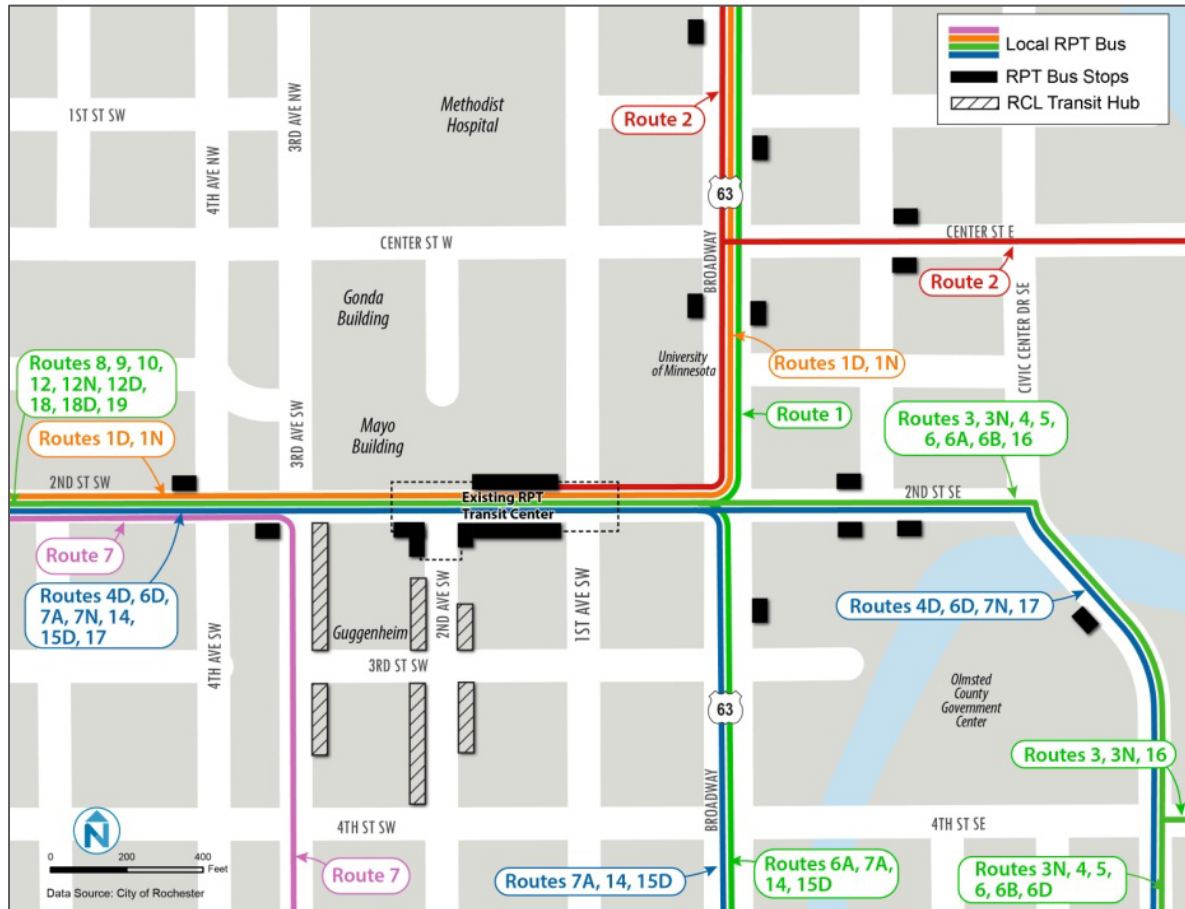 Local RPT Bus
RPT Bus Stops
RCL Transit Hub
1ST ST SW
4TH AVE NW
3RD AVE NW
Methodist
Hospital
Route 2
63
BROADWAY
CENTER ST W
CENTER ST E
Route 2
Gonda
Building
University
of Minnesota
Routes 1D, 1N
CIVIC CENTER DR SE
Routes 8, 9, 10,
12, 12N, 12D,
18, 18D, 19
Route 1
Routes 3, 3N, 4, 5,
6, 6A, 6B, 16
Routes 1D, 1N
3RD AVE SW
Mayo
Building
2ND ST SW
Existing RPT
Transit Center
2ND ST SE
Route 7
Routes 4D, 6D,
7A, 7N, 14,
15D, 17
4TH AVE SW
Guggenheim
2ND AVE SW
1ST AVE SW
3RD ST SW
Routes 4D, 6D, 7N, 17
63
Olmsted
County
Government
Center
Routes 3, 3N, 16
BROADWAY
4TH ST SW
4TH ST SE
N
0 200 400
Feet
Data Source: City of Rochester
Route 7
Routes 7A, 14, 15D
Routes 6A, 7A,
14, 15D
Routes 3N, 4, 5,
6, 6B, 6D